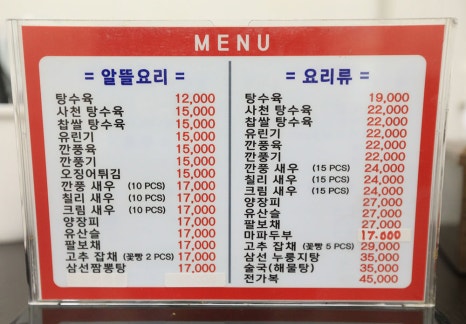 MENU
= 알뜰요리 =
탕수육 12,000
사천 탕수육 15,000
찹쌀 탕수육 15,000
유린기 15,000
깐풍육 15,000
깐풍기 15,000
오징어튀김 15,000
깐풍 새우 (10 PCS) 17,000
칠리 새우 (10 PCS) 17,000
크림 새우 (10 PCS) 17,000
양장피 17,000
유산슬 17,000
팔보채 17,000
고추 잡채 (꽃빵 2 PCS) 17,000
삼선짬뽕탕 17,000
= 요리류 =
탕수육 19,000
사천 탕수육 22,000
찹쌀 탕수육 22,000
유린기 22,000
깐풍육 22,000
깐풍기 22,000
깐풍 새우 (15 PCS) 24,000
칠리 새우 (15 PCS) 24,000
크림 새우 (15 PCS) 24,000
양장피 27,000
유산슬 27,000
팔보채 27,000
마파두부
고추 잡채 (꽃빵 5 PCS) 29,000
삼선 누룽지탕 35,000
술국(해물탕) 35,000
전가복 45,000